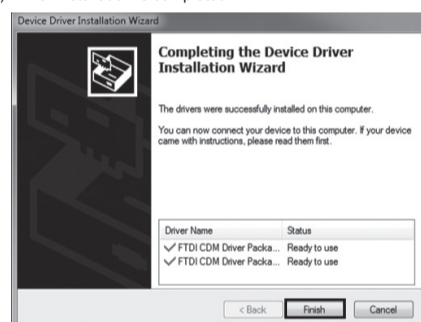 Device Driver Installation Wizard
Completing the Device Driver
Installation Wizard
The drivers were successfully installed on this computer.
You can now connect your device to this computer. If your device
came with instructions, please read them first.
Driver Name Status
FTDI CDM Driver Packa... Ready to use
FTDI CDM Driver Packa... Ready to use
< Back Finish Cancel